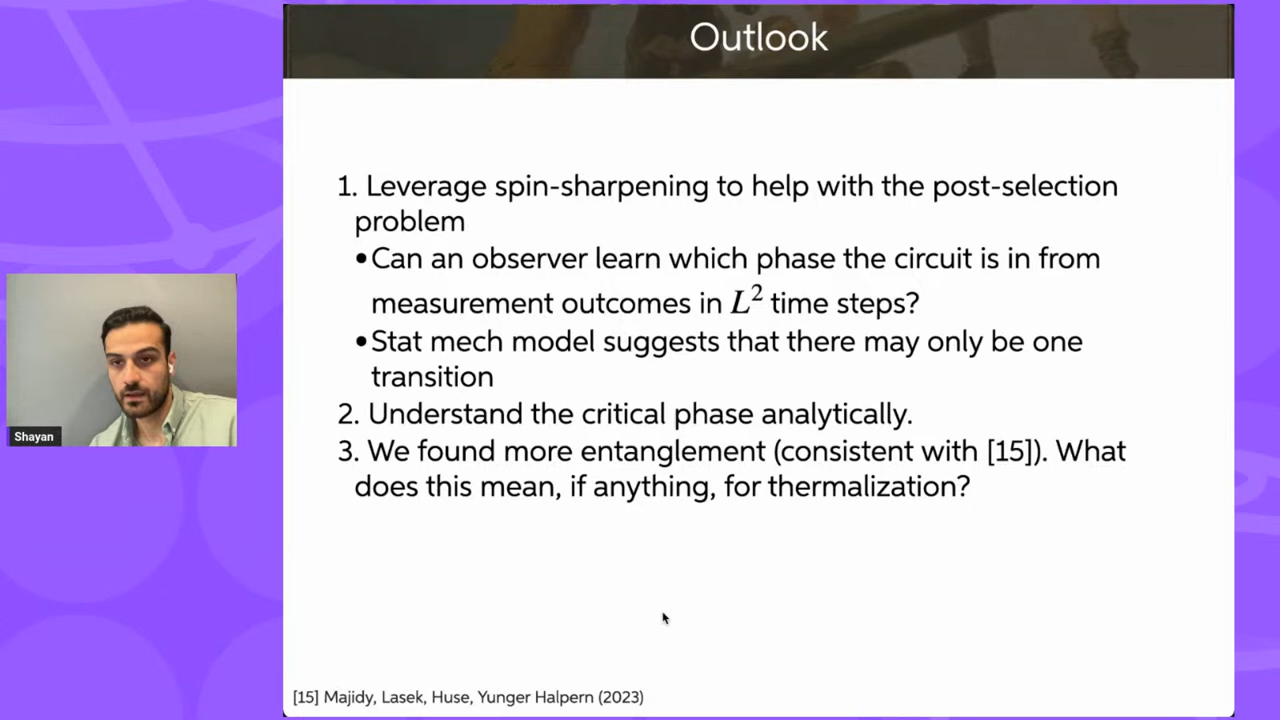 Outlook
1. Leverage spin-sharpening to help with the post-selection
problem
•Can an observer learn which phase the circuit is in from
measurement outcomes in L² time steps?
•Stat mech model suggests that there may only be one
transition
2. Understand the critical phase analytically.
3. We found more entanglement (consistent with [15]). What
does this mean, if anything, for thermalization?
Shayan
[15] Majidy, Lasek, Huse, Yunger Halpern (2023)